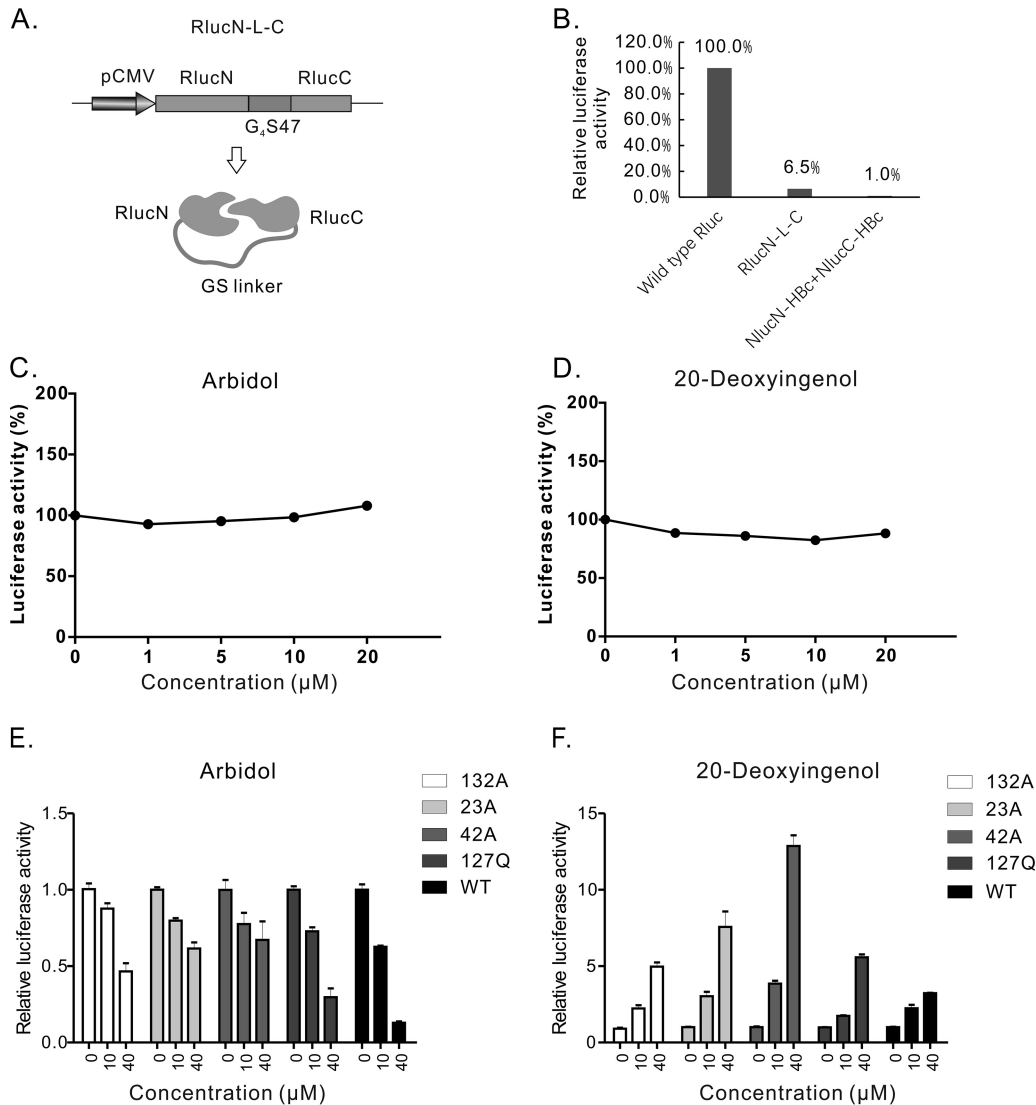 A.
RlucN-L-C
pCMV RlucN RlucC
G₄S47
RlucN RlucC
GS linker
B.
Relative luciferase
activity
120.0%
100.0%
80.0%
60.0%
40.0%
20.0%
0.0%
100.0%
6.5%
1.0%
Wild type Rluc
RlucN-L-C
NlucN-HBc+NlucC-HBc
C.
Arbidol
Luciferase activity (%)
200
150
100
50
0
0 1 5 10 20
Concentration (µM)
D.
20-Deoxyingenol
Luciferase activity (%)
200
150
100
50
0
0 1 5 10 20
Concentration (µM)
E.
Arbidol
Relative luciferase activity
1.5
1.0
0.5
0.0
0 10 40 0 10 40 0 10 40 0 10 40 0 10 40
Concentration (µM)
132A
23A
42A
127Q
WT
F.
20-Deoxyingenol
Relative luciferase activity
15
10
5
0
0 10 40 0 10 40 0 10 40 0 10 40 0 10 40
Concentration (µM)
132A
23A
42A
127Q
WT